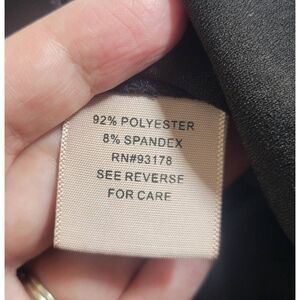 92% POLYESTER
8% SPANDEX
RN#93178
SEE REVERSE
FOR CARE